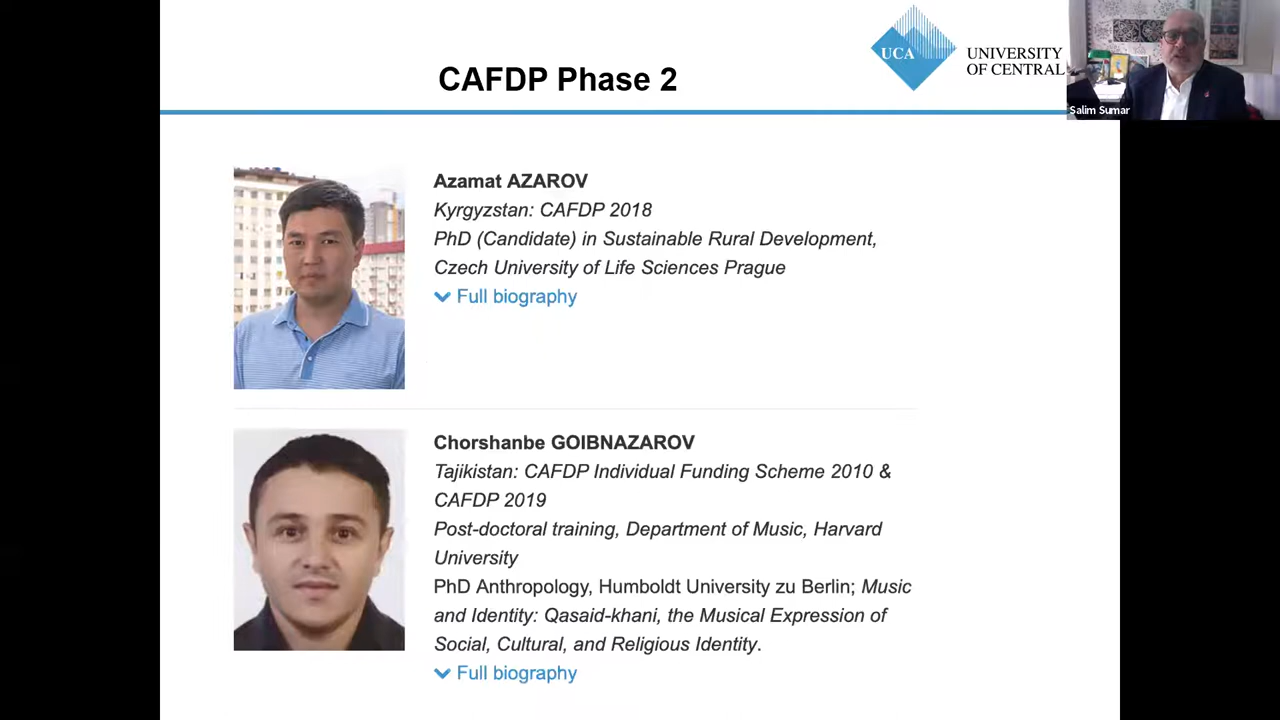 CAFDP Phase 2
UCA
UNIVERSITY
OF CENTRAL
Salim Sumar
Azamat AZAROV
Kyrgyzstan: CAFDP 2018
PhD (Candidate) in Sustainable Rural Development,
Czech University of Life Sciences Prague
Full biography
Chorshanbe GOIBNAZAROV
Tajikistan: CAFDP Individual Funding Scheme 2010 &
CAFDP 2019
Post-doctoral training, Department of Music, Harvard
University
PhD Anthropology, Humboldt University zu Berlin; Music
and Identity: Qasaid-khani, the Musical Expression of
Social, Cultural, and Religious Identity.
Full biography